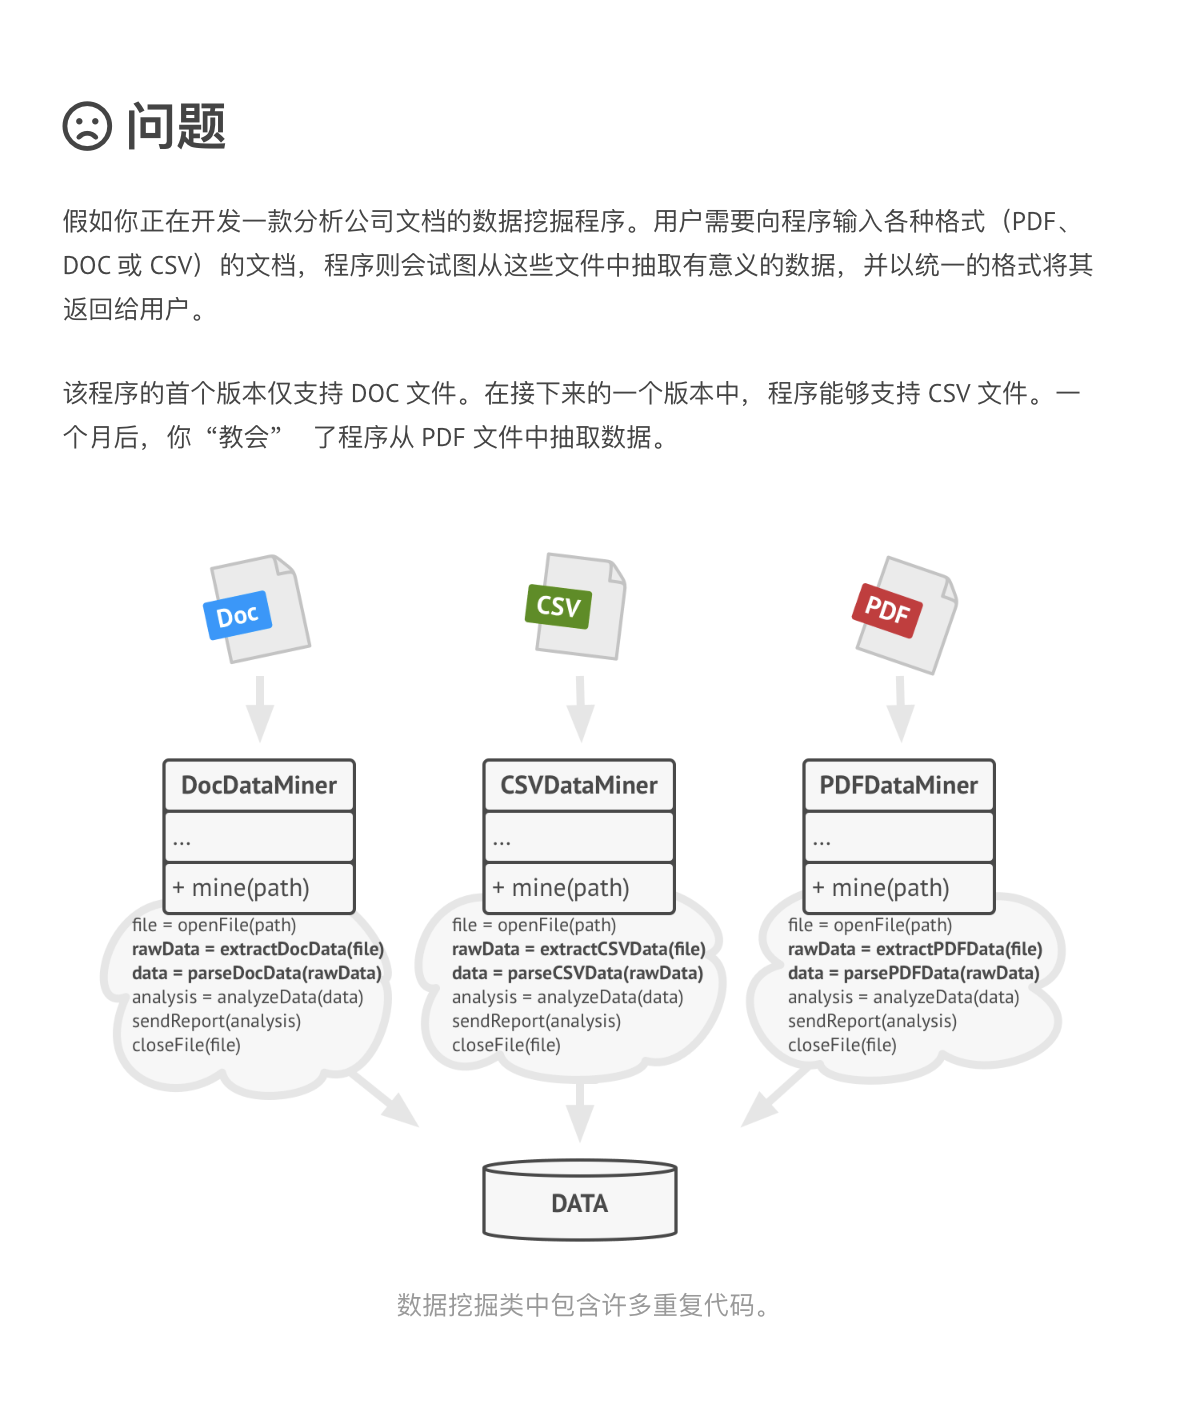 问题
假如你正在开发一款分析公司文档的数据挖掘程序。用户需要向程序输入各种格式（PDF、
DOC 或 CSV）的文档，程序则会试图从这些文件中抽取有意义的数据，并以统一的格式将其
返回给用户。
该程序的首个版本仅支持 DOC 文件。在接下来的一个版本中，程序能够支持 CSV 文件。一
个月后，你“教会” 了程序从 PDF 文件中抽取数据。
Doc
CSV
PDF
DocDataMiner
...
+ mine(path)
file = openFile(path)
rawData = extractDocData(file)
data = parseDocData(rawData)
analysis = analyzeData(data)
sendReport(analysis)
closeFile(file)
CSVDataMiner
...
+ mine(path)
file = openFile(path)
rawData = extractCSVData(file)
data = parseCSVData(rawData)
analysis = analyzeData(data)
sendReport(analysis)
closeFile(file)
PDFDataMiner
...
+ mine(path)
file = openFile(path)
rawData = extractPDFData(file)
data = parsePDFData(rawData)
analysis = analyzeData(data)
sendReport(analysis)
closeFile(file)
DATA
数据挖掘类中包含许多重复代码。